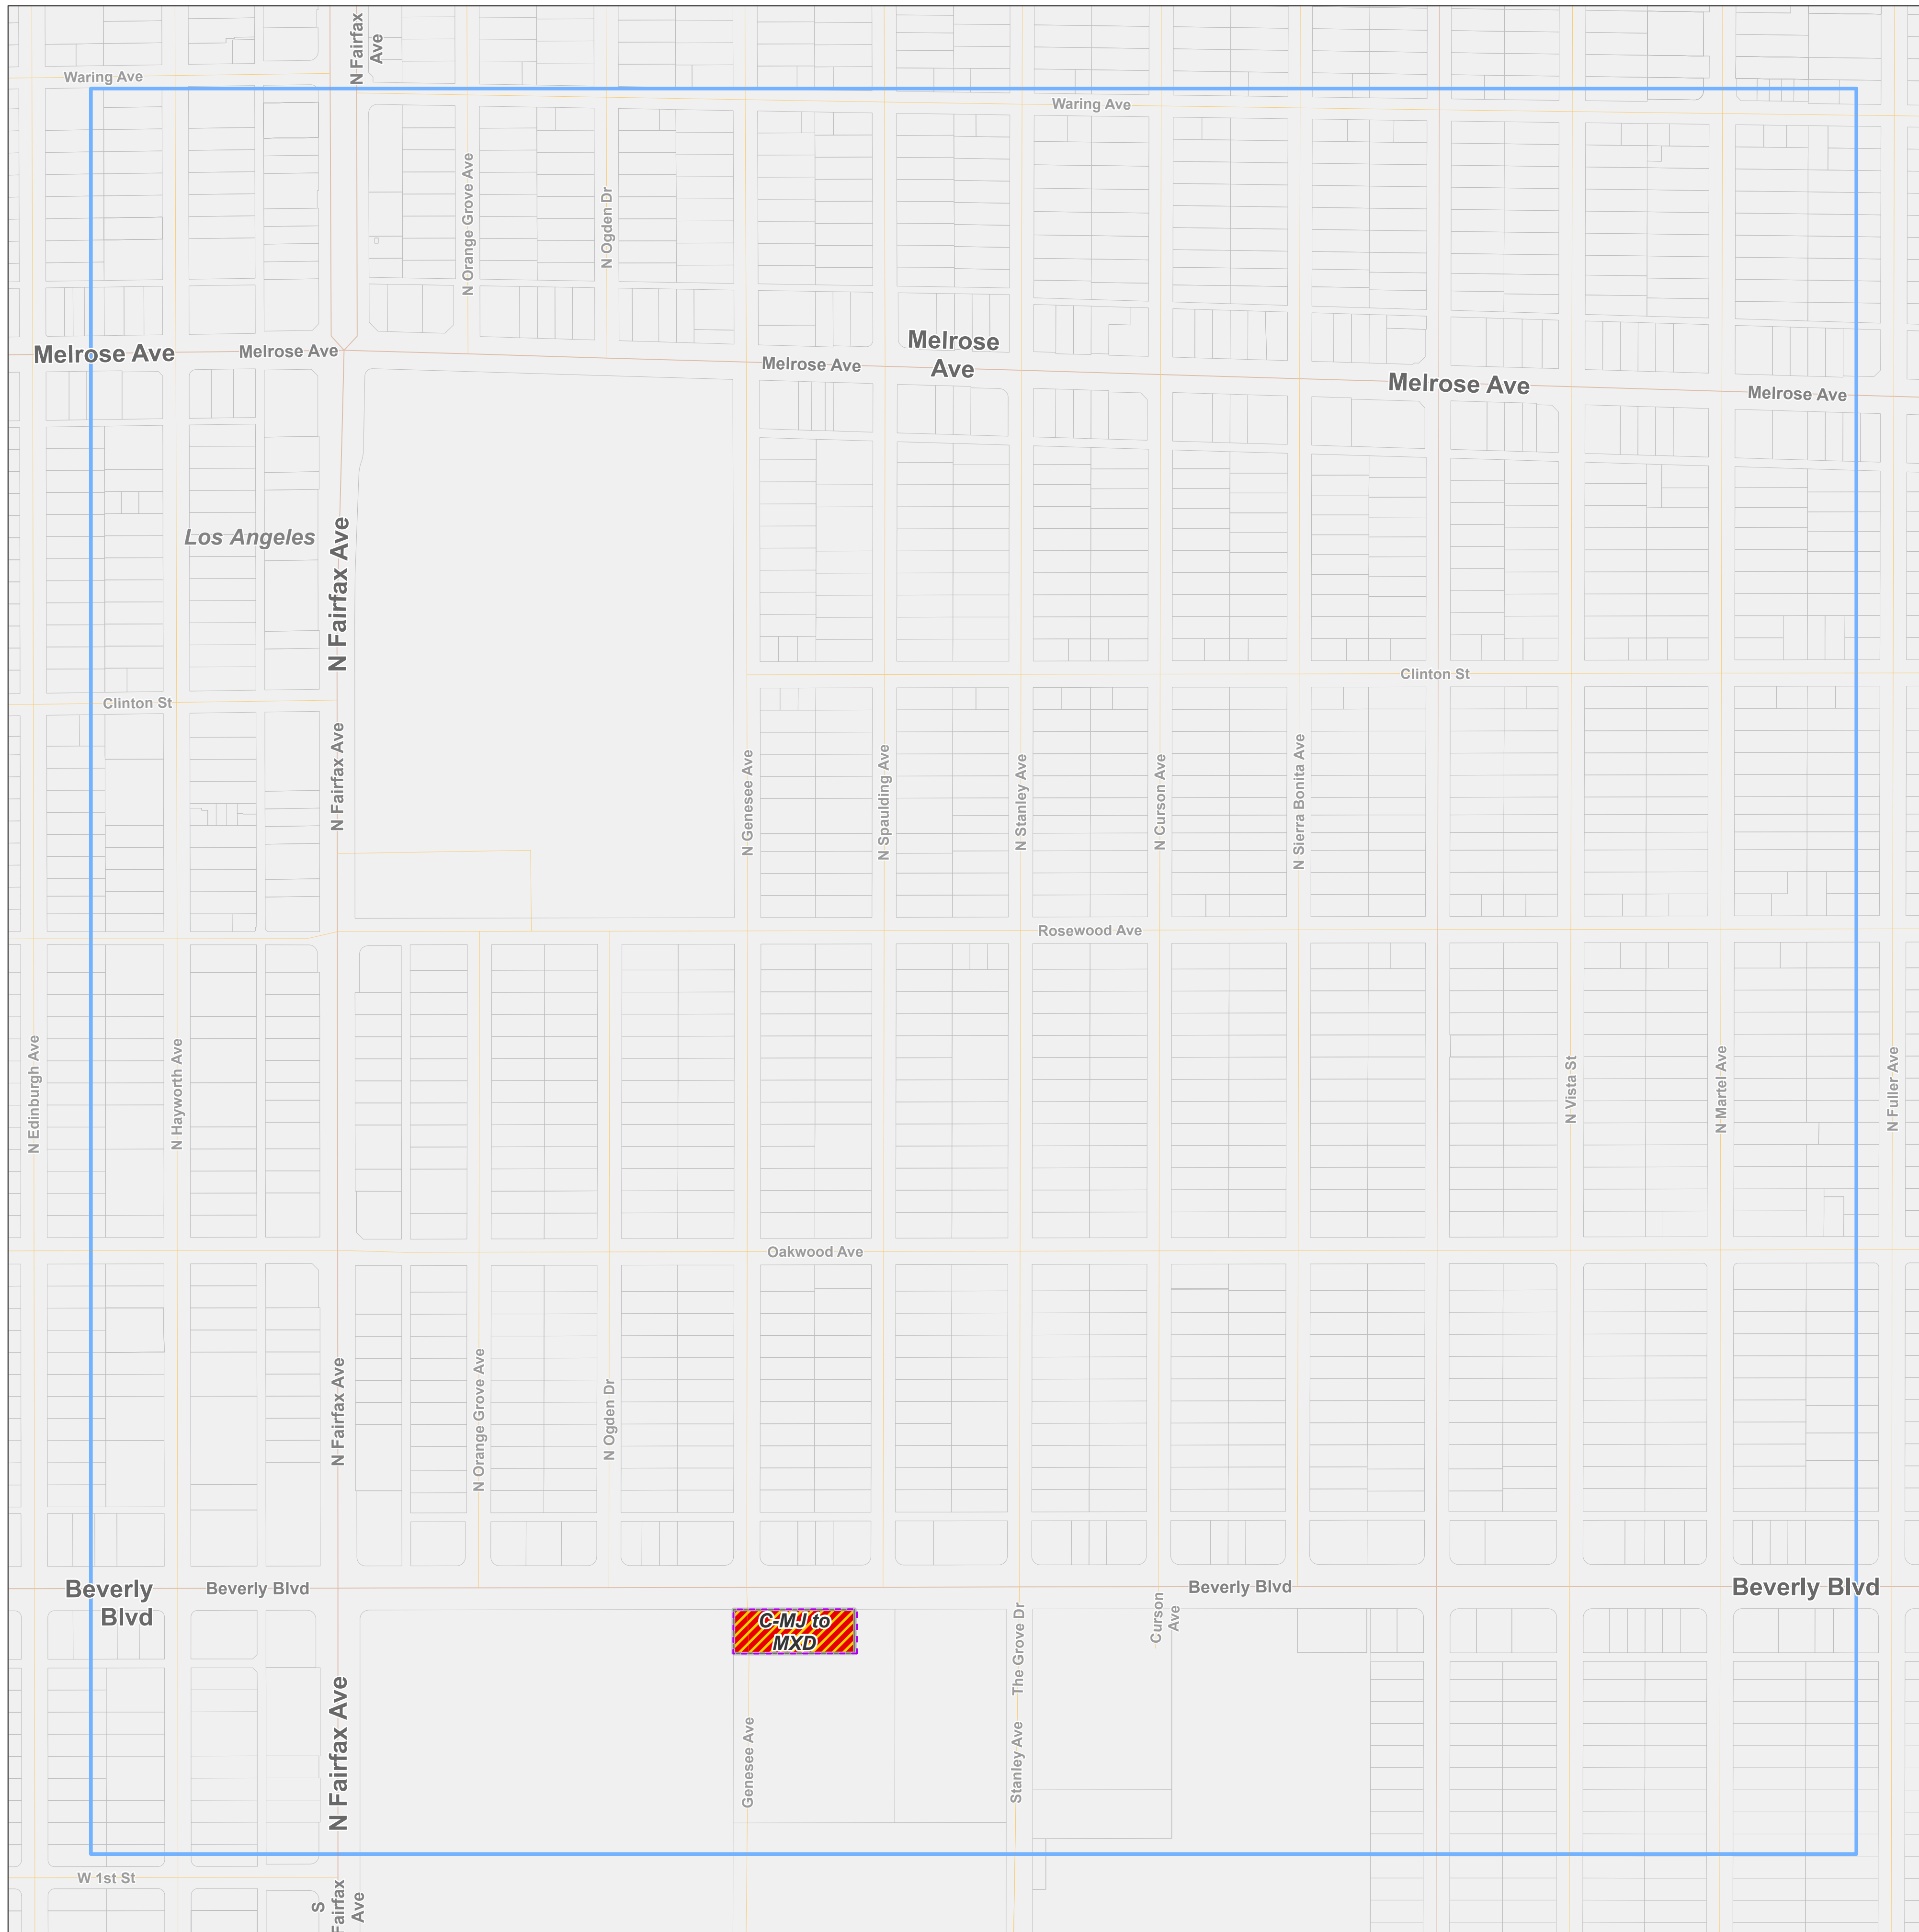 N Fairfax
Ave
Waring Ave
Waring Ave
N Orange Grove Ave
N Ogden Dr
Melrose Ave
Melrose Ave
Melrose Ave
Melrose
Ave
Melrose Ave
Melrose Ave
Los Angeles
N Fairfax Ave
Clinton St
Clinton St
N Fairfax Ave
N Genesee Ave
N Spaulding Ave
N Stanley Ave
N Curson Ave
N Sierra Bonita Ave
Rosewood Ave
N Edinburgh Ave
N Hayworth Ave
N Vista St
N Martel Ave
N Fuller Ave
Oakwood Ave
N Fairfax Ave
N Orange Grove Ave
N Ogden Dr
Beverly
Blvd
Beverly Blvd
Beverly Blvd
Beverly Blvd
C-MJ to
MXD
The Grove Dr
Curson
Ave
N Fairfax Ave
Genesee Ave
Stanley Ave
W 1st St
S
Fairfax
Ave